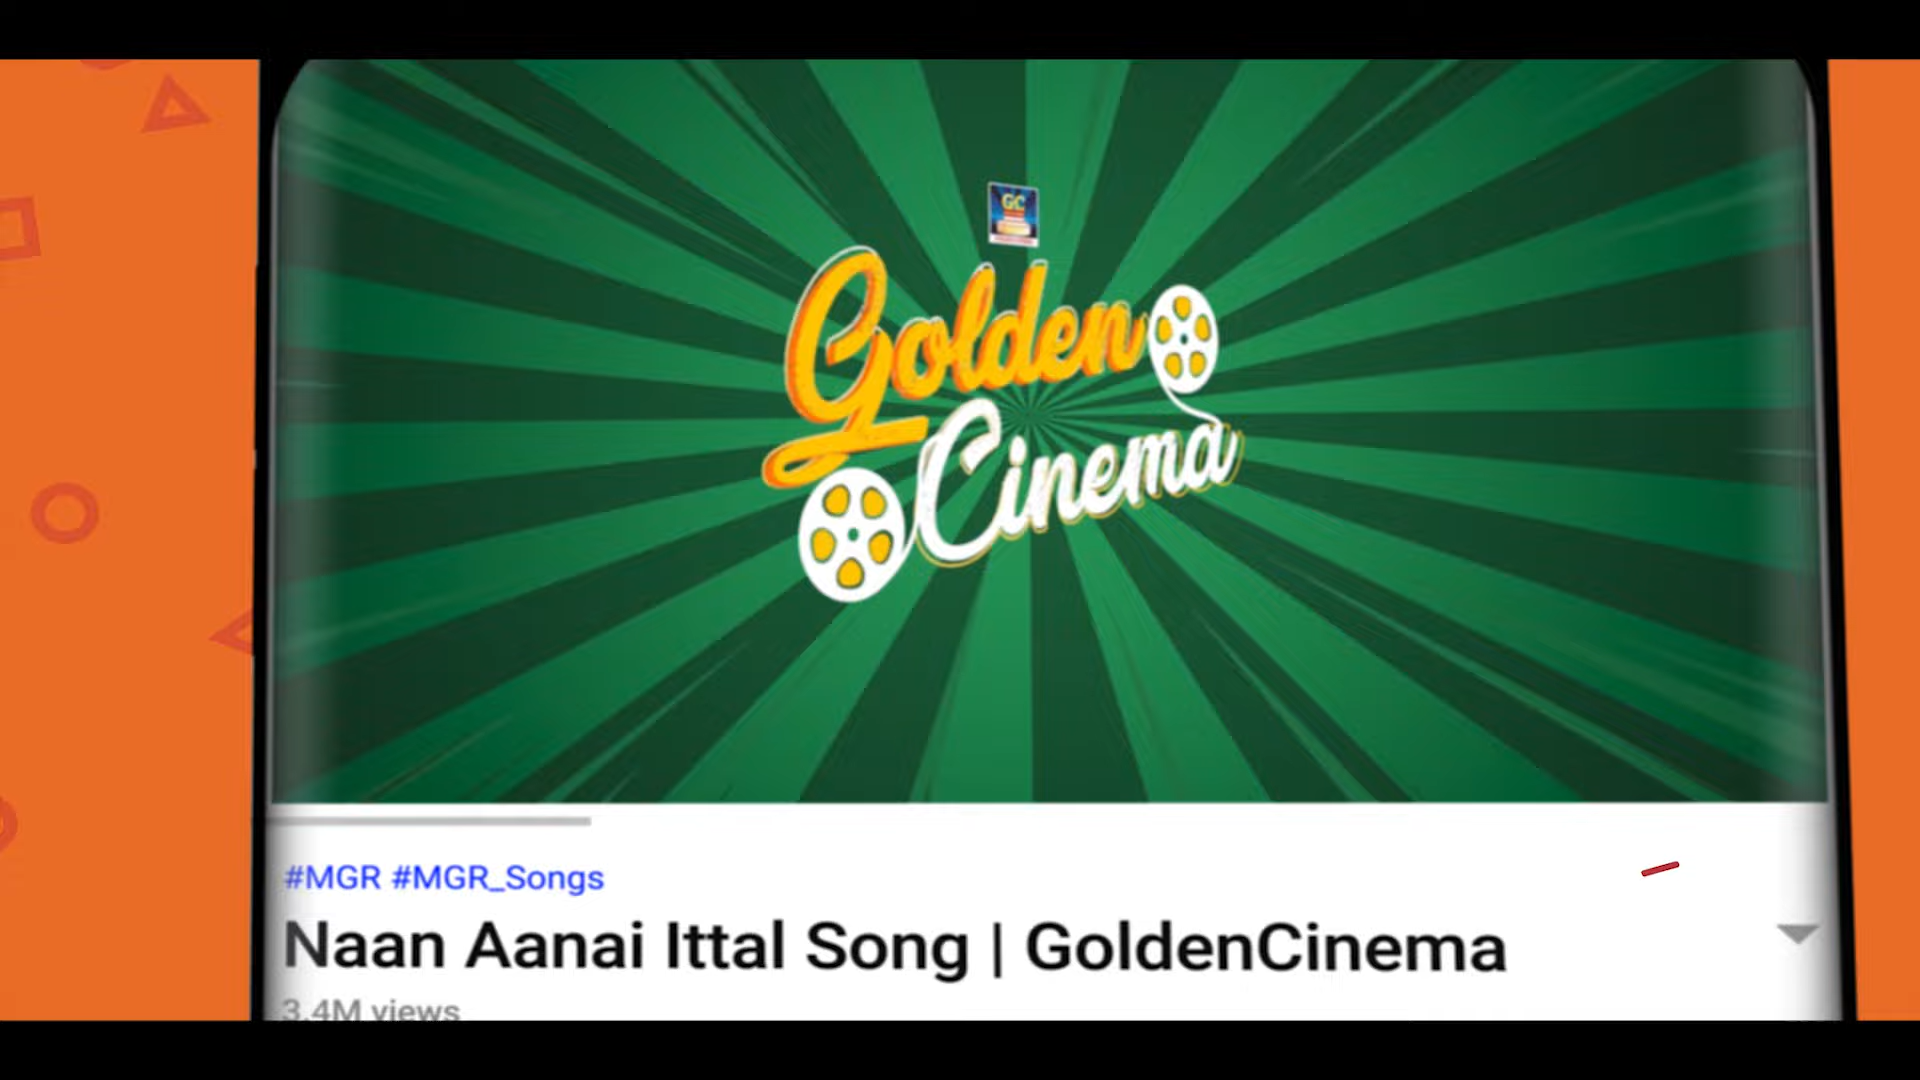 GC
Golden
Cinema
#MGR #MGR_Songs
Naan Aanai Ittal Song | GoldenCinema
3.4M views